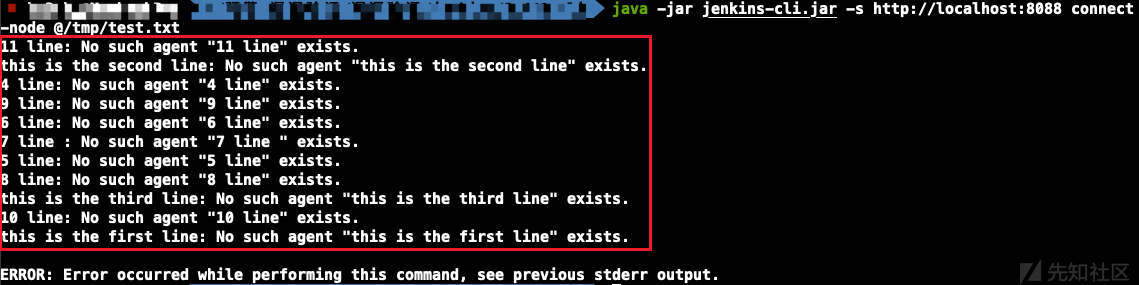 java -jar jenkins-cli.jar -s http://localhost:8088 connect
-node @/tmp/test.txt
11 line: No such agent "11 line" exists.
this is the second line: No such agent "this is the second line" exists.
4 line: No such agent "4 line" exists.
9 line: No such agent "9 line" exists.
6 line: No such agent "6 line" exists.
7 line : No such agent "7 line " exists.
5 line: No such agent "5 line" exists.
8 line: No such agent "8 line" exists.
this is the third line: No such agent "this is the third line" exists.
10 line: No such agent "10 line" exists.
this is the first line: No such agent "this is the first line" exists.
ERROR: Error occurred while performing this command, see previous stderr output.
先知社区